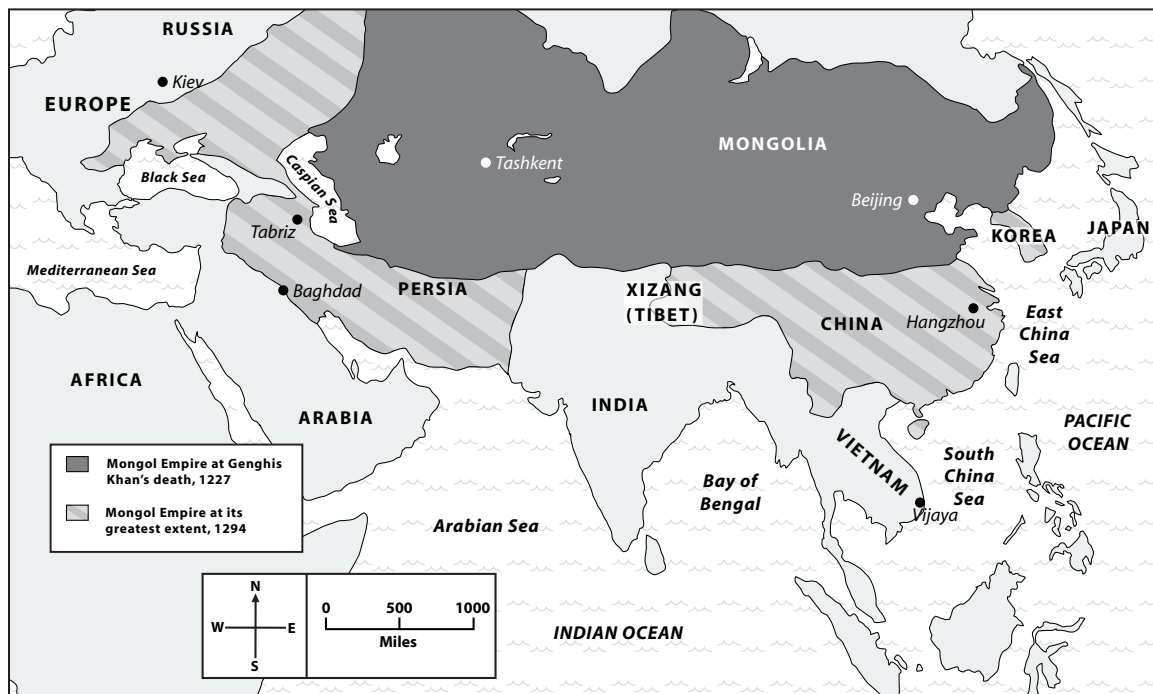 RUSSIA
Kiev
EUROPE
MONGOLIA
Tashkent
Caspian Sea
Black Sea
Beijing
Tabriz
KOREA
JAPAN
Mediterranean Sea
Baghdad
PERSIA
XIZANG
(TIBET)
CHINA
Hangzhou
East
China
Sea
AFRICA
ARABIA
INDIA
PACIFIC
OCEAN
VIETNAM
South
China
Sea
Bay of
Bengal
Vijaya
Arabian Sea
INDIAN OCEAN
Mongol Empire at Genghis
Khan's death, 1227
Mongol Empire at its
greatest extent, 1294
N
W E
S
0 500 1000
Miles